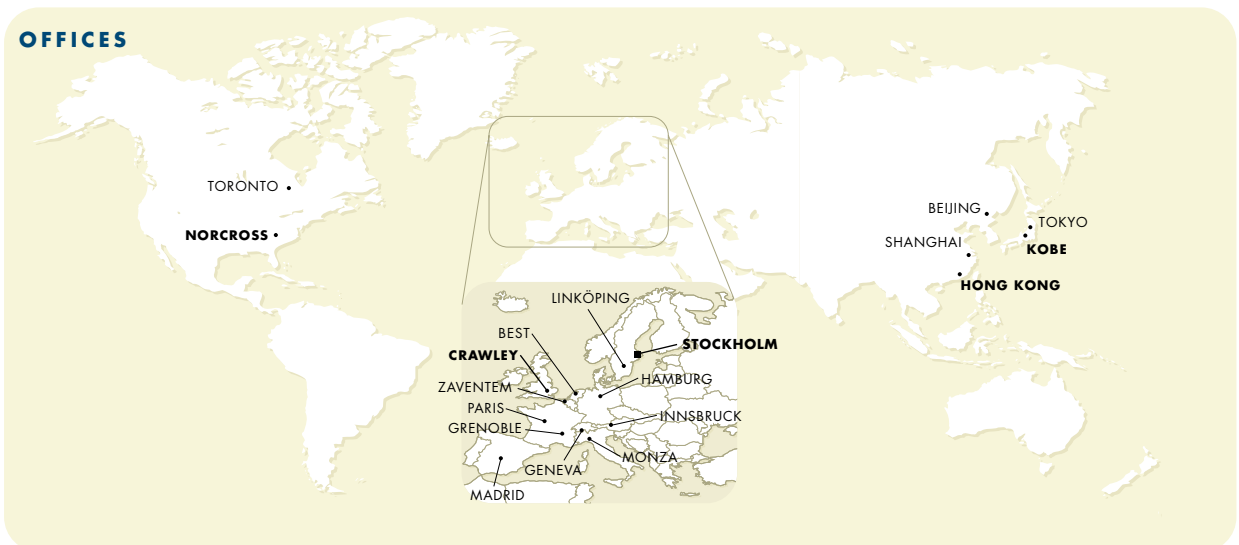 OFFICES
TORONTO
NORCROSS
BEIJING
TOKYO
SHANGHAI
KOBE
HONG KONG
LINKÖPING
BEST
STOCKHOLM
CRAWLEY
HAMBURG
ZAVENTEM
PARIS
INNSBRUCK
GRENOBLE
MONZA
GENEVA
MADRID